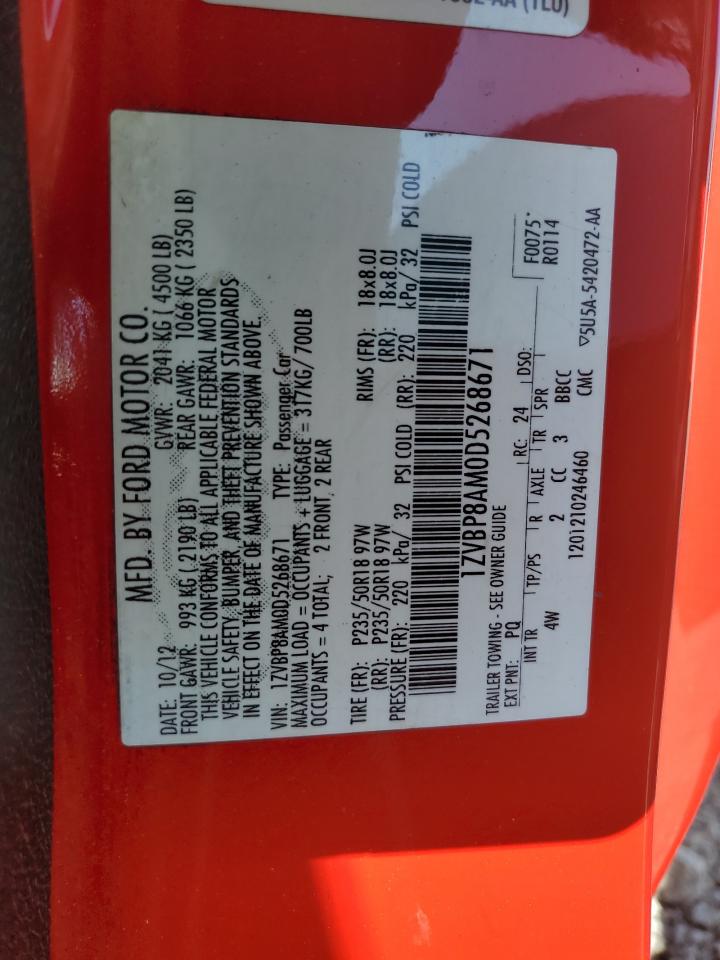 AA (TLU)
MFD. BY FORD MOTOR CO.
DATE: 10/12 GVWR: 2041 KG ( 4500 LB)
FRONT GAWR: 993 KG ( 2190 LB) REAR GAWR: 1066 KG ( 2350 LB)
THIS VEHICLE CONFORMS TO ALL APPLICABLE FEDERAL MOTOR
VEHICLE SAFETY, BUMPER, AND THEFT PREVENTION STANDARDS
IN EFFECT ON THE DATE OF MANUFACTURE SHOWN ABOVE.
VIN: 1ZVBP8AM0D5268671 TYPE: Passenger Car
MAXIMUM LOAD = OCCUPANTS + LUGGAGE = 317KG/ 700LB
OCCUPANTS = 4 TOTAL; 2 FRONT, 2 REAR
TIRE (FR): P235/50R18 97W RIMS (FR): 18x8.0J
(RR): P235/50R18 97W (RR): 18x8.0J
PRESSURE (FR): 220 kPa/ 32 PSI COLD (RR): 220 kPa/ 32 PSI COLD
1ZVBP8AM0D5268671
TRAILER TOWING - SEE OWNER GUIDE
EXT PNT: PQ RC: 24 DSO: F0075*
R0114
INT TR TP/PS R AXLE TR SPR
4W 2 CC 3 BBCC
1201210246460 CMC
▽5U5A-5420472-AA